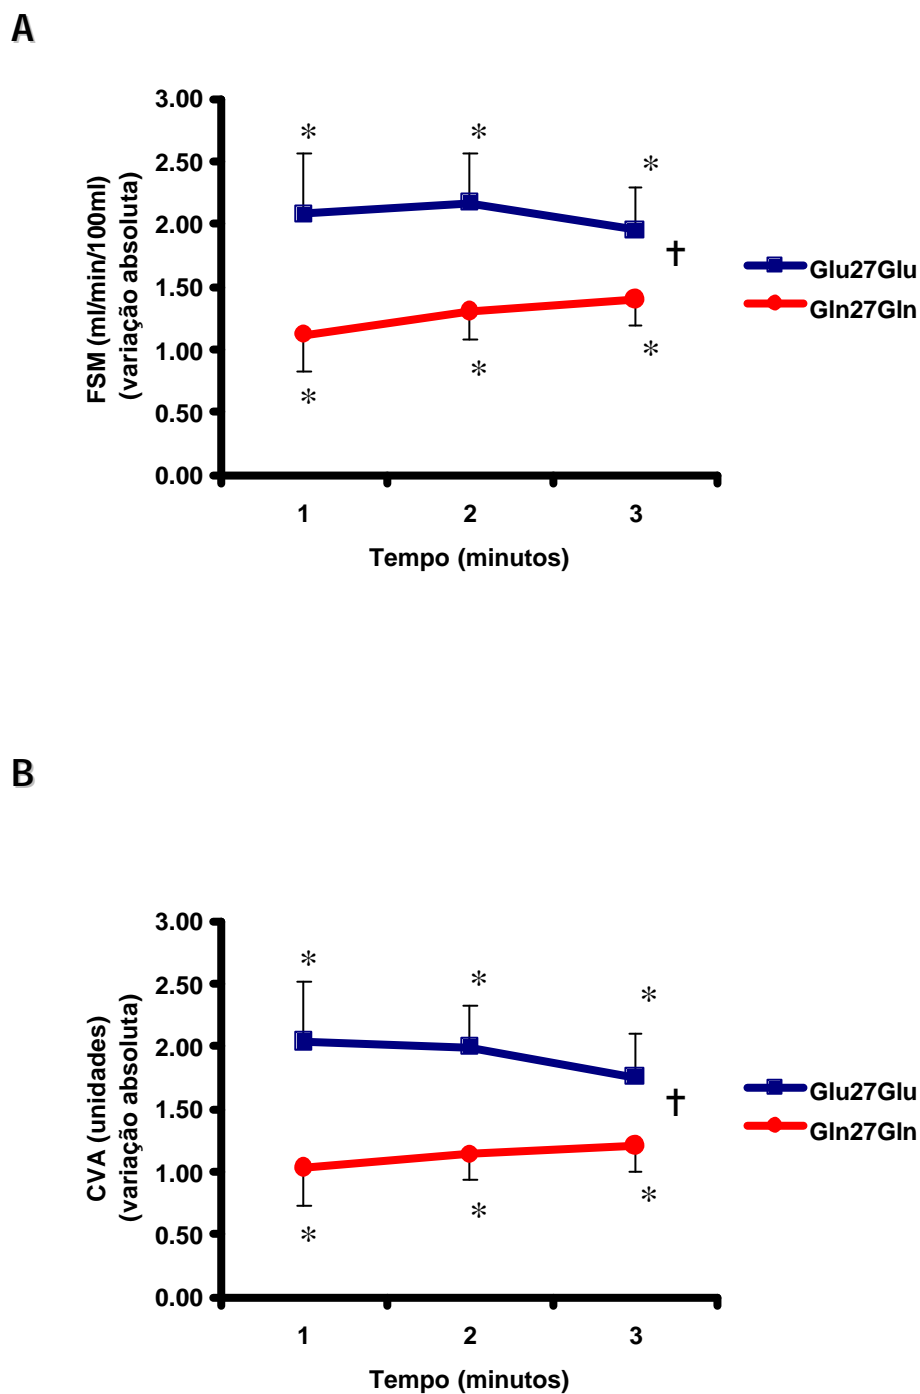 A
3.00
2.50
2.00
1.50
1.00
0.50
0.00
FSM (ml/min/100ml)
(variação absoluta)
*
*
*
†
*
*
*
Glu27Glu
Gln27Gln
1 2 3
Tempo (minutos)
B
3.00
2.50
2.00
1.50
1.00
0.50
0.00
CVA (unidades)
(variação absoluta)
*
*
*
†
*
*
*
Glu27Glu
Gln27Gln
1 2 3
Tempo (minutos)